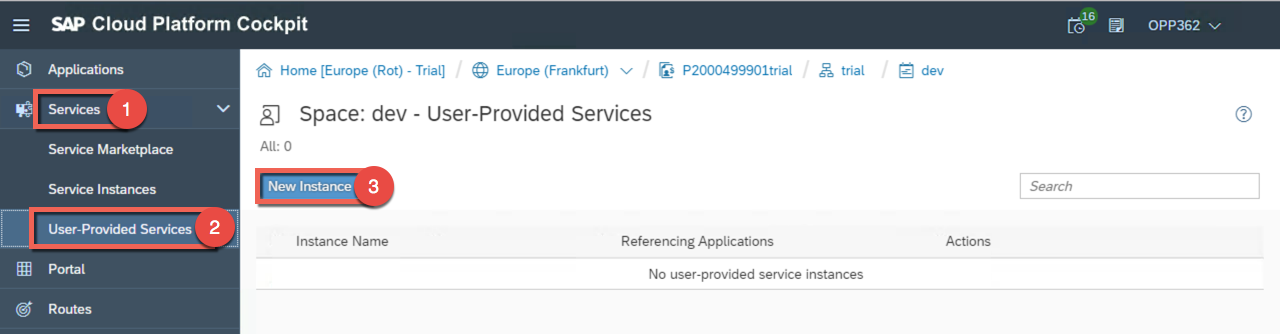 SAP Cloud Platform Cockpit
16
OPP362
Applications
Services 1
Service Marketplace
Service Instances
User-Provided Services 2
Portal
Routes
Home [Europe (Rot) - Trial] / Europe (Frankfurt) / P2000499901trial / trial / dev
Space: dev - User-Provided Services
?
All: 0
New Instance 3
Search
Instance Name Referencing Applications Actions
No user-provided service instances